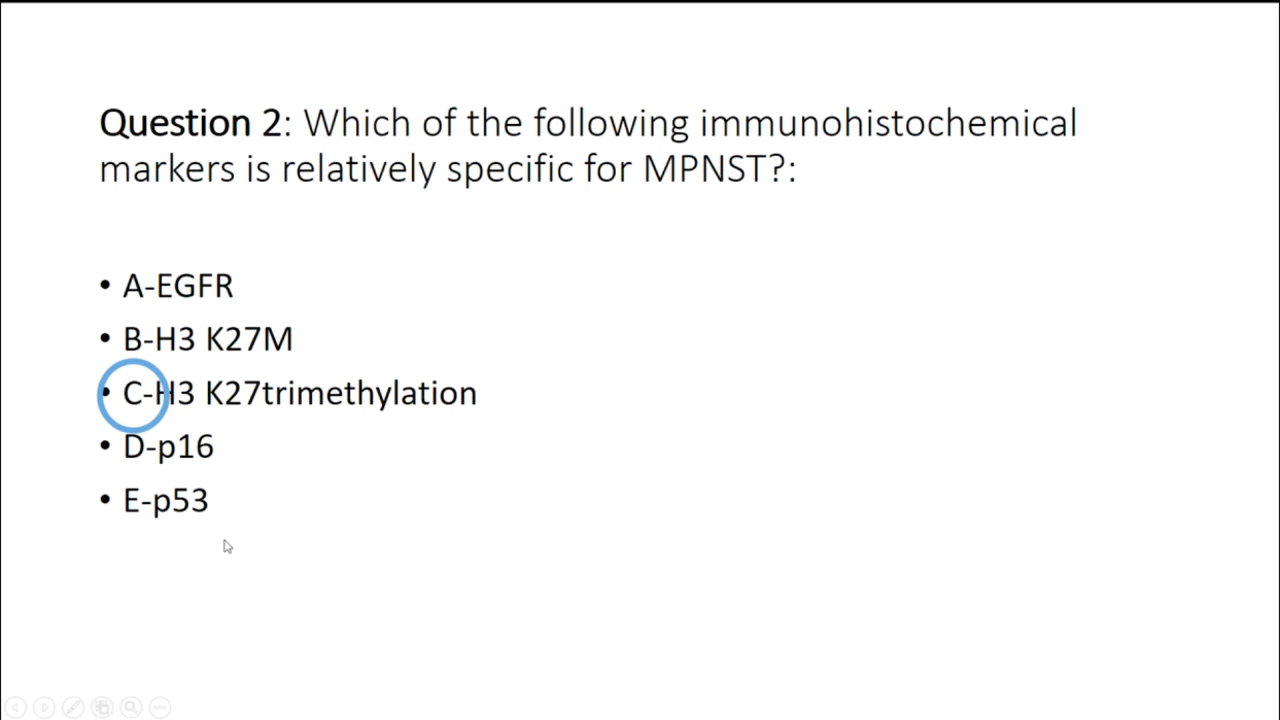 Question 2: Which of the following immunohistochemical
markers is relatively specific for MPNST?:
• A-EGFR
• B-H3 K27M
• C-H3 K27trimethylation
• D-p16
• E-p53